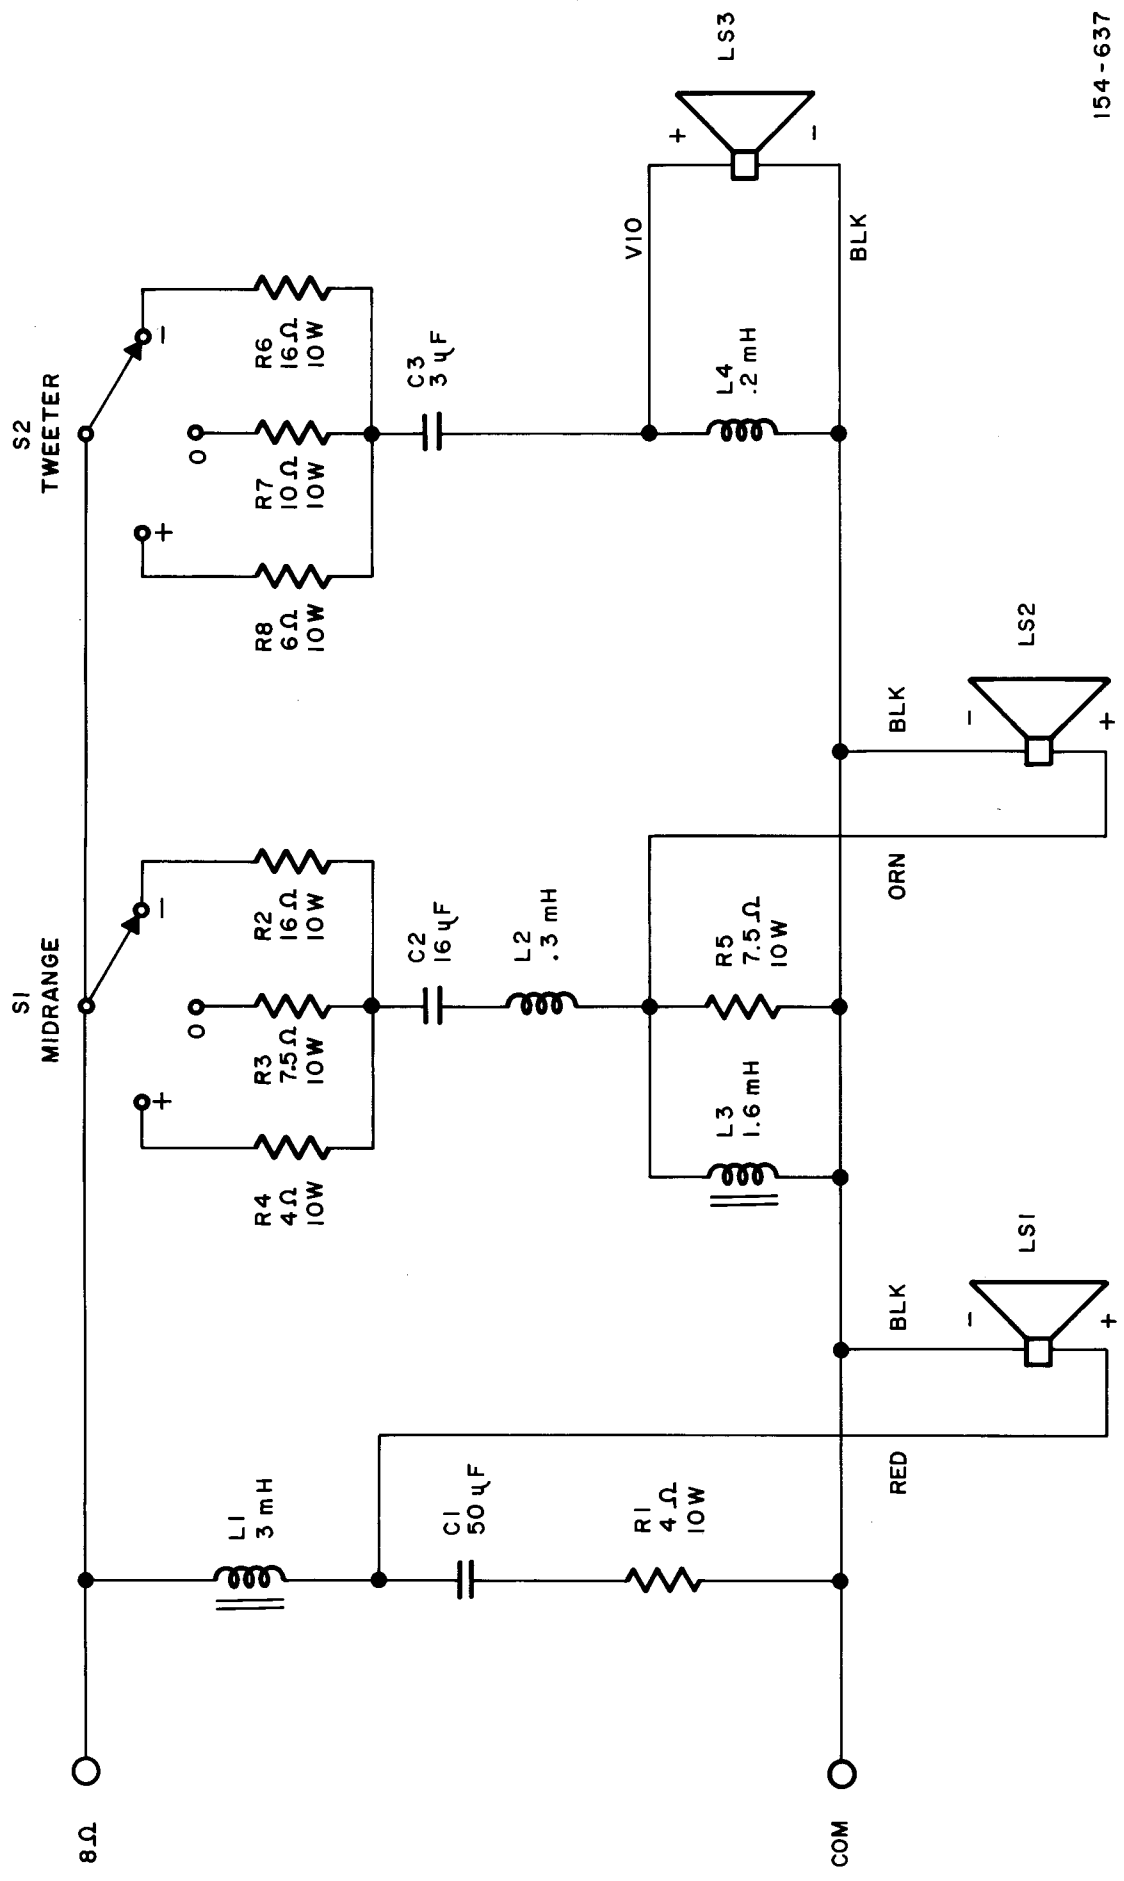 8Ω
COM
L1
3 mH
C1
50 μF
R1
4 Ω
10W
RED
BLK
-
+
LS1
S1
MIDRANGE
+
0
-
R4
4Ω
10W
R3
7.5Ω
10W
R2
16Ω
10W
C2
16 μF
L2
.3 mH
L3
1.6 mH
R5
7.5Ω
10W
ORN
BLK
-
+
LS2
S2
TWEETER
+
0
-
R8
6Ω
10W
R7
10Ω
10W
R6
16Ω
10W
C3
3 μF
L4
.2 mH
VIO
BLK
+
-
LS3
154-637